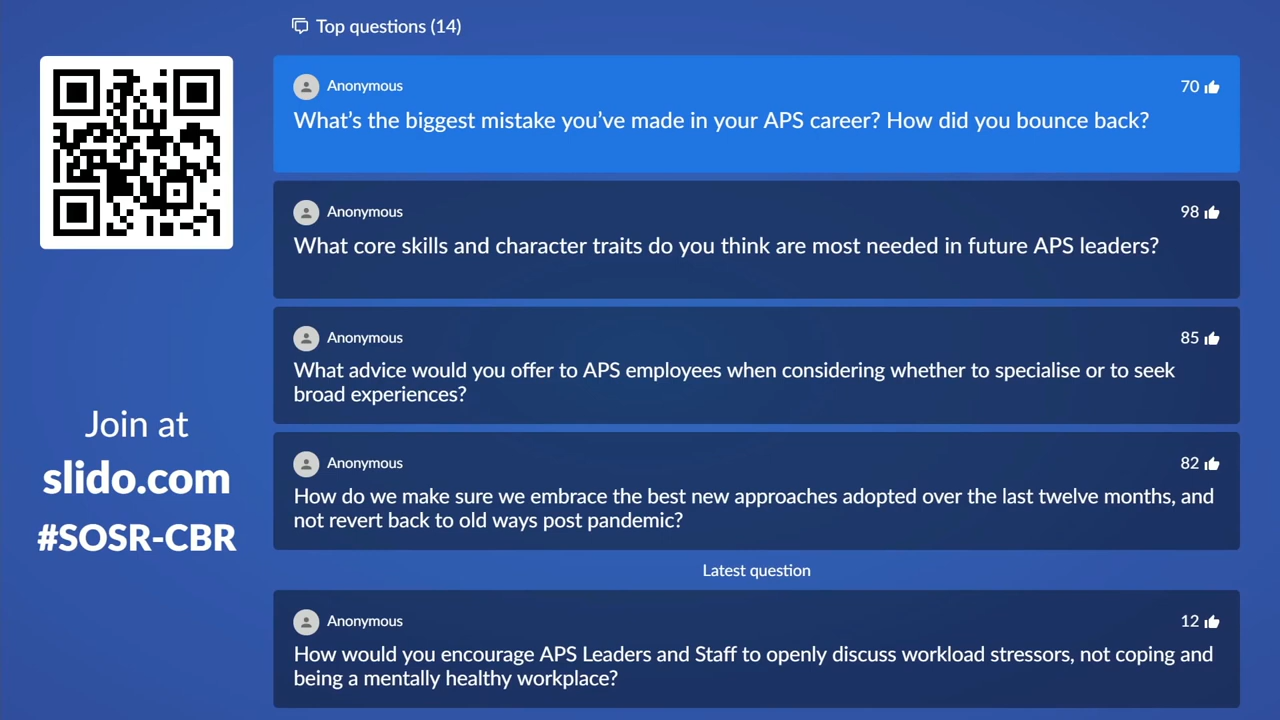 Top questions (14)
Anonymous
70
What's the biggest mistake you've made in your APS career? How did you bounce back?
Anonymous
98
What core skills and character traits do you think are most needed in future APS leaders?
Anonymous
85
What advice would you offer to APS employees when considering whether to specialise or to seek
broad experiences?
Anonymous
82
How do we make sure we embrace the best new approaches adopted over the last twelve months, and
not revert back to old ways post pandemic?
Latest question
Anonymous
12
How would you encourage APS Leaders and Staff to openly discuss workload stressors, not coping and
being a mentally healthy workplace?
Join at
slido.com
#SOSR-CBR